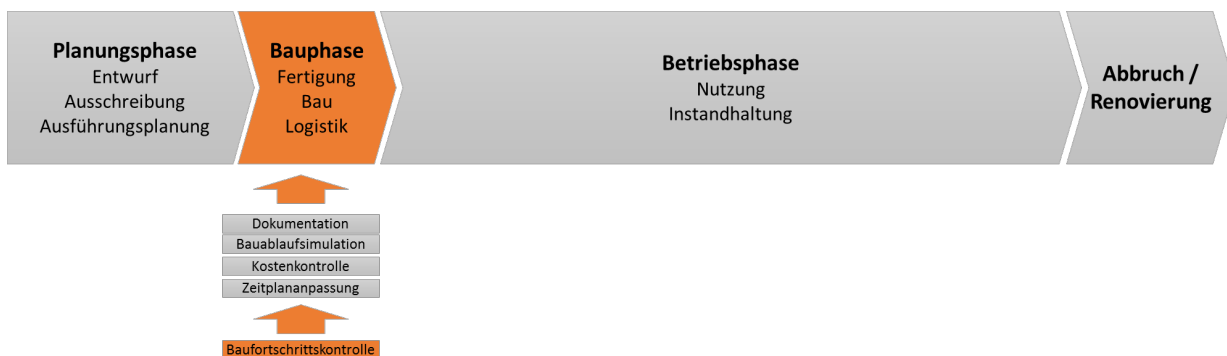 Planungsphase
Entwurf
Ausschreibung
Ausführungsplanung
Bauphase
Fertigung
Bau
Logistik
Betriebsphase
Nutzung
Instandhaltung
Abbruch /
Renovierung
Dokumentation
Bauablaufsimulation
Kostenkontrolle
Zeitplananpassung
Baufortschrittskontrolle